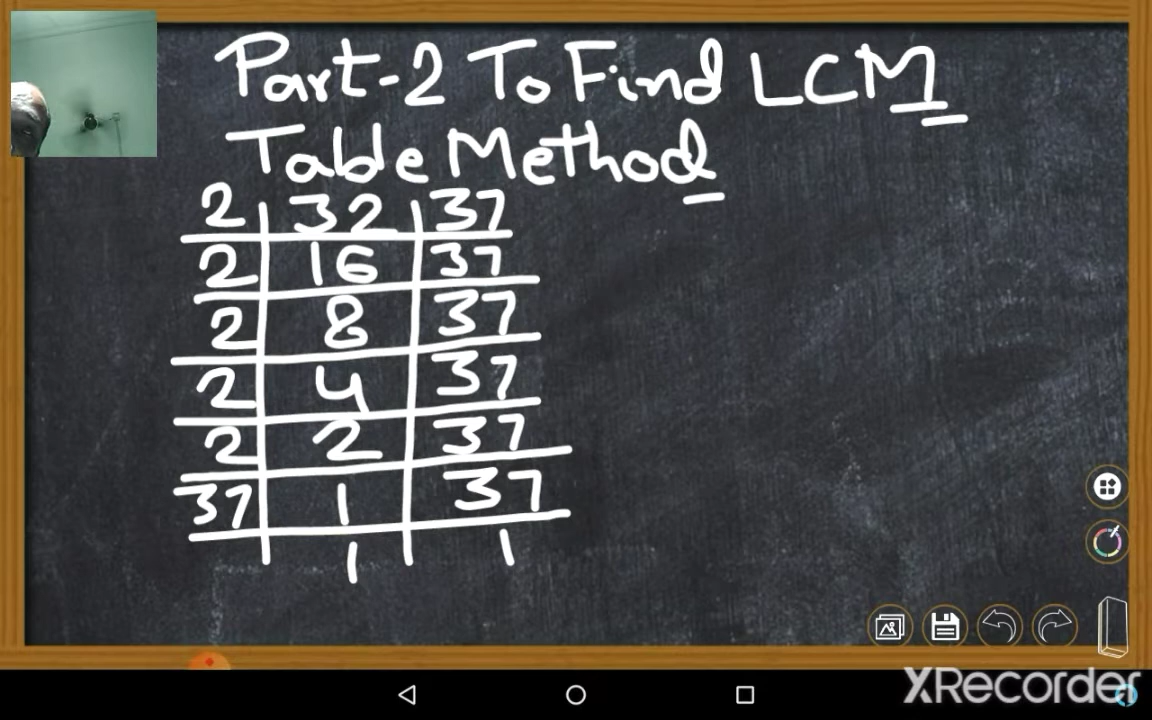 Part-2 To Find LCM
Table Method
2 32 37
2 16 37
2 8 37
2 4 37
2 2 37
37 1 37
1 1
XRecorder